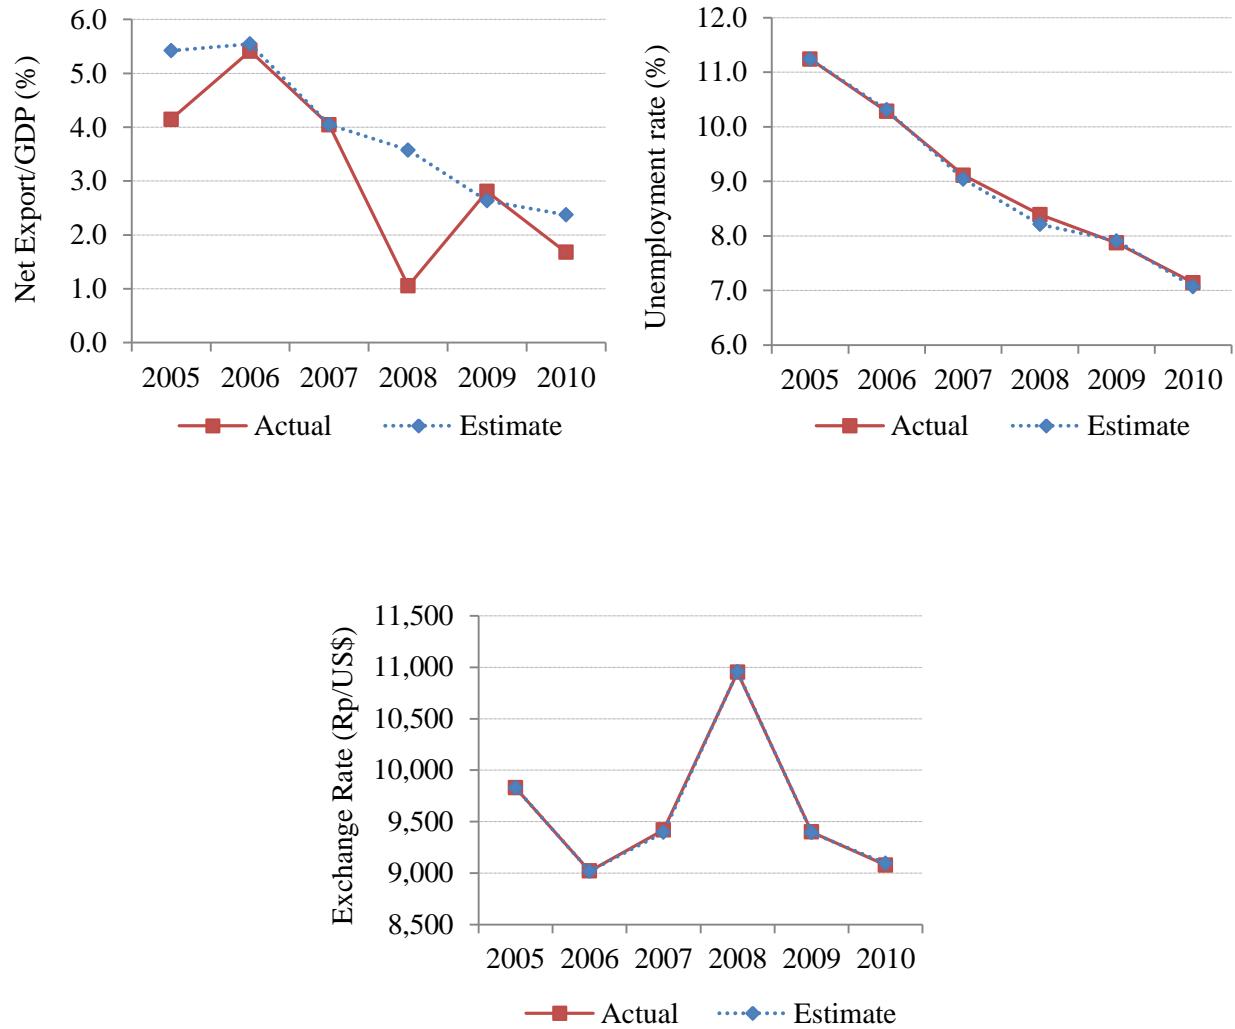 Net Export/GDP (%)
6.0
5.0
4.0
3.0
2.0
1.0
0.0
2005 2006 2007 2008 2009 2010
Actual Estimate
Unemployment rate (%)
12.0
11.0
10.0
9.0
8.0
7.0
6.0
2005 2006 2007 2008 2009 2010
Actual Estimate
Exchange Rate (Rp/US$)
11,500
11,000
10,500
10,000
9,500
9,000
8,500
2005 2006 2007 2008 2009 2010
Actual Estimate